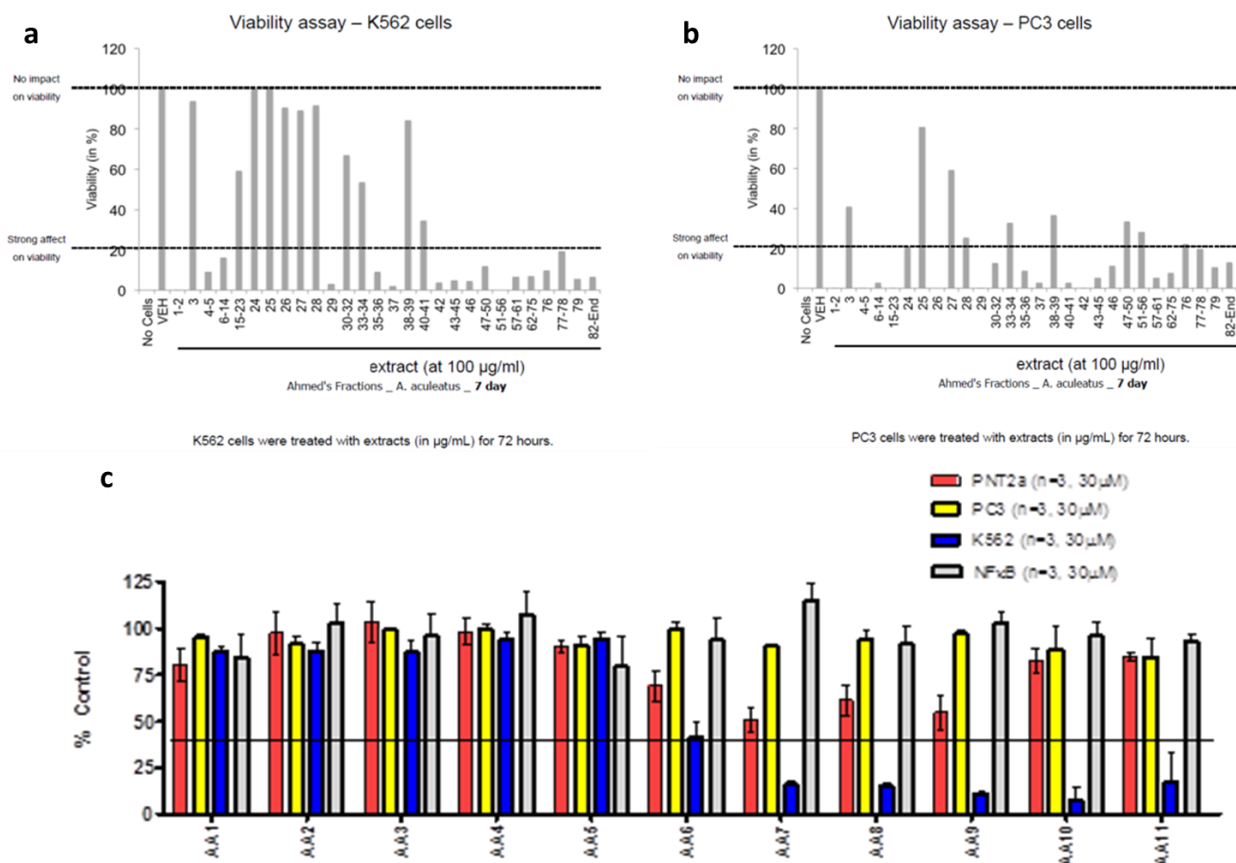 a
Viability assay – K562 cells
120
No impact
on viability
100
80
Viability (in %)
60
40
Strong affect
on viability
20
0
No Cells
VEH
1-2
3
4-5
6-14
15-23
24
25
26
27
28
29
30-32
33-34
35-36
37
38-39
40-41
42
43-45
46
47-50
51-56
57-61
62-75
76
77-78
79
82-End
extract (at 100 µg/ml)
Ahmed's Fractions _ A. aculeatus _ 7 day
K562 cells were treated with extracts (in µg/mL) for 72 hours.
b
Viability assay – PC3 cells
120
No impact
on viability
100
80
Viability (in %)
60
40
Strong affect
on viability
20
0
No Cells
VEH
1-2
3
4-5
6-14
15-23
24
25
26
27
28
29
30-32
33-34
35-36
37
38-39
40-41
42
43-45
46
47-50
51-56
57-61
62-75
76
77-78
79
82-End
extract (at 100 µg/ml)
Ahmed's Fractions _ A. aculeatus _ 7 day
PC3 cells were treated with extracts (in µg/mL) for 72 hours.
c
PNT2a (n=3, 30µM)
PC3 (n=3, 30µM)
K562 (n=3, 30µM)
NFκB (n=3, 30µM)
125
100
75
50
25
0
% Control
AA1
AA2
AA3
AA4
AA5
AA6
AA7
AA8
AA9
AA10
AA11